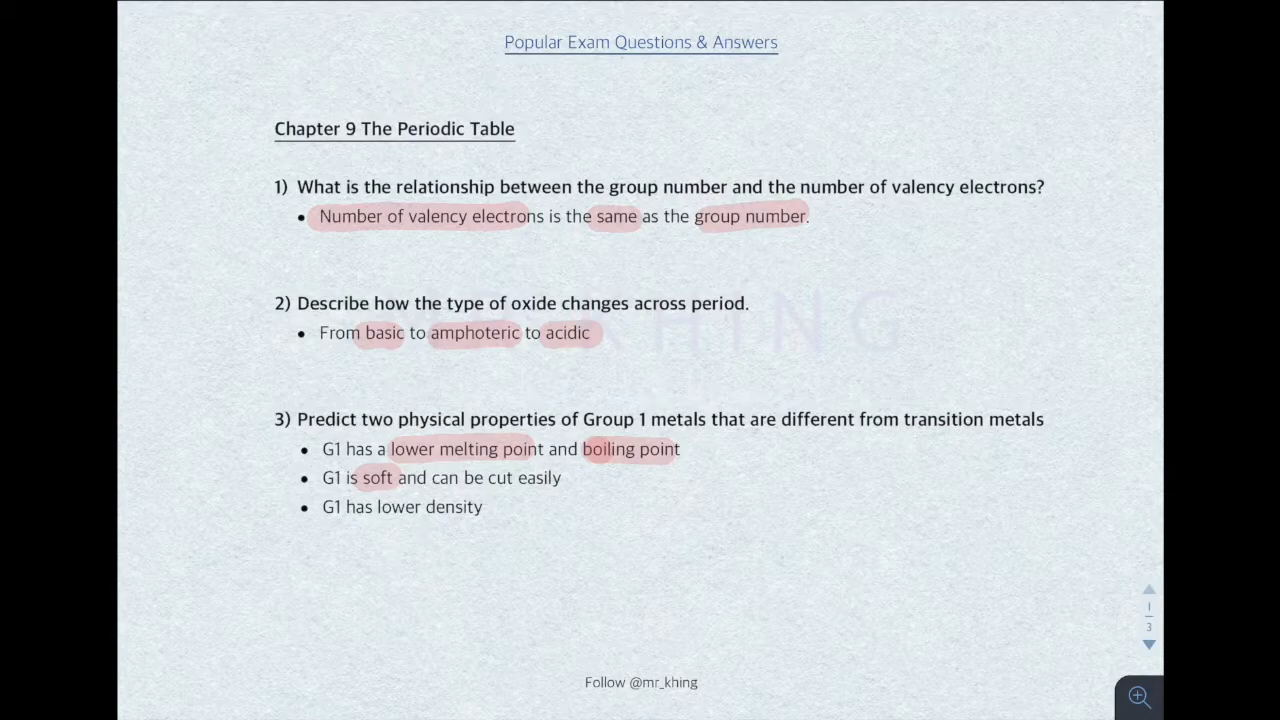 Popular Exam Questions & Answers
Chapter 9 The Periodic Table
1) What is the relationship between the group number and the number of valency electrons?
• Number of valency electrons is the same as the group number.
2) Describe how the type of oxide changes across period.
• From basic to amphoteric to acidic
3) Predict two physical properties of Group 1 metals that are different from transition metals
• G1 has a lower melting point and boiling point
• G1 is soft and can be cut easily
• G1 has lower density
1
3
Follow @mr_khing